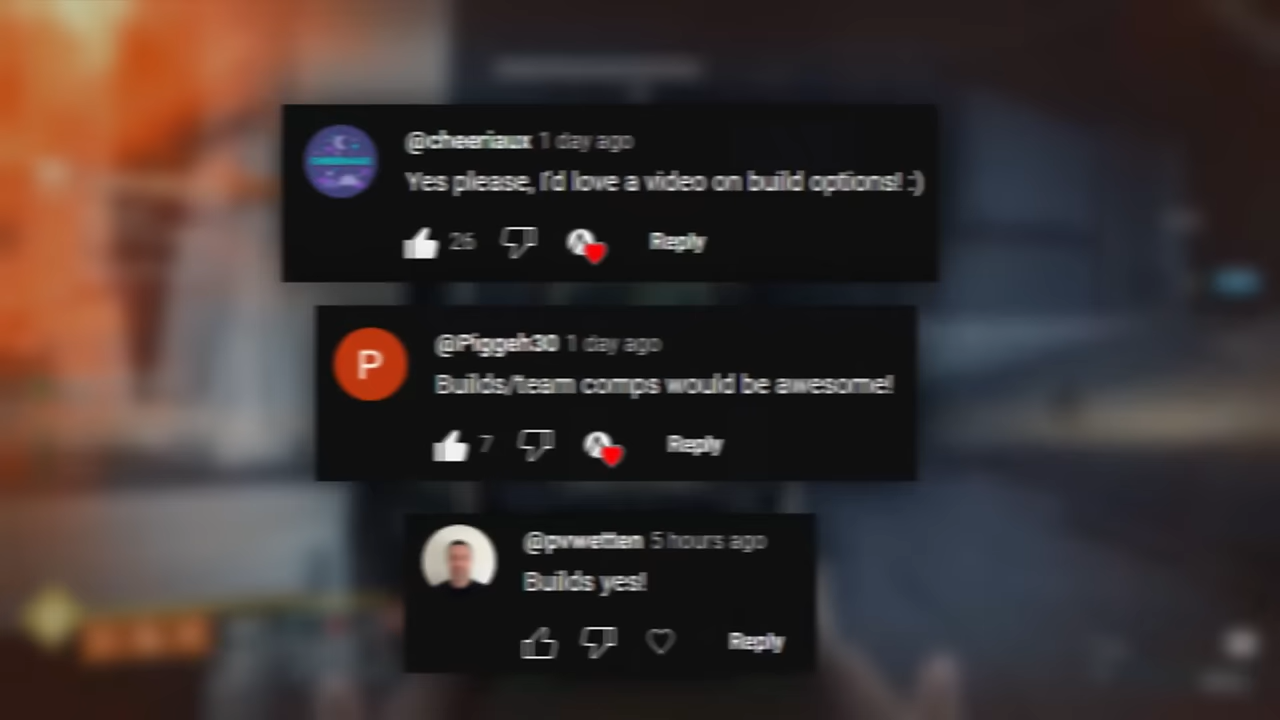 @cheeriaux 1 day ago
Yes please, I'd love a video on build options! :)
26 Reply
P
@Piggeh30 1 day ago
Builds/team comps would be awesome!
7 Reply
@pvwetten 5 hours ago
Builds yes!
Reply